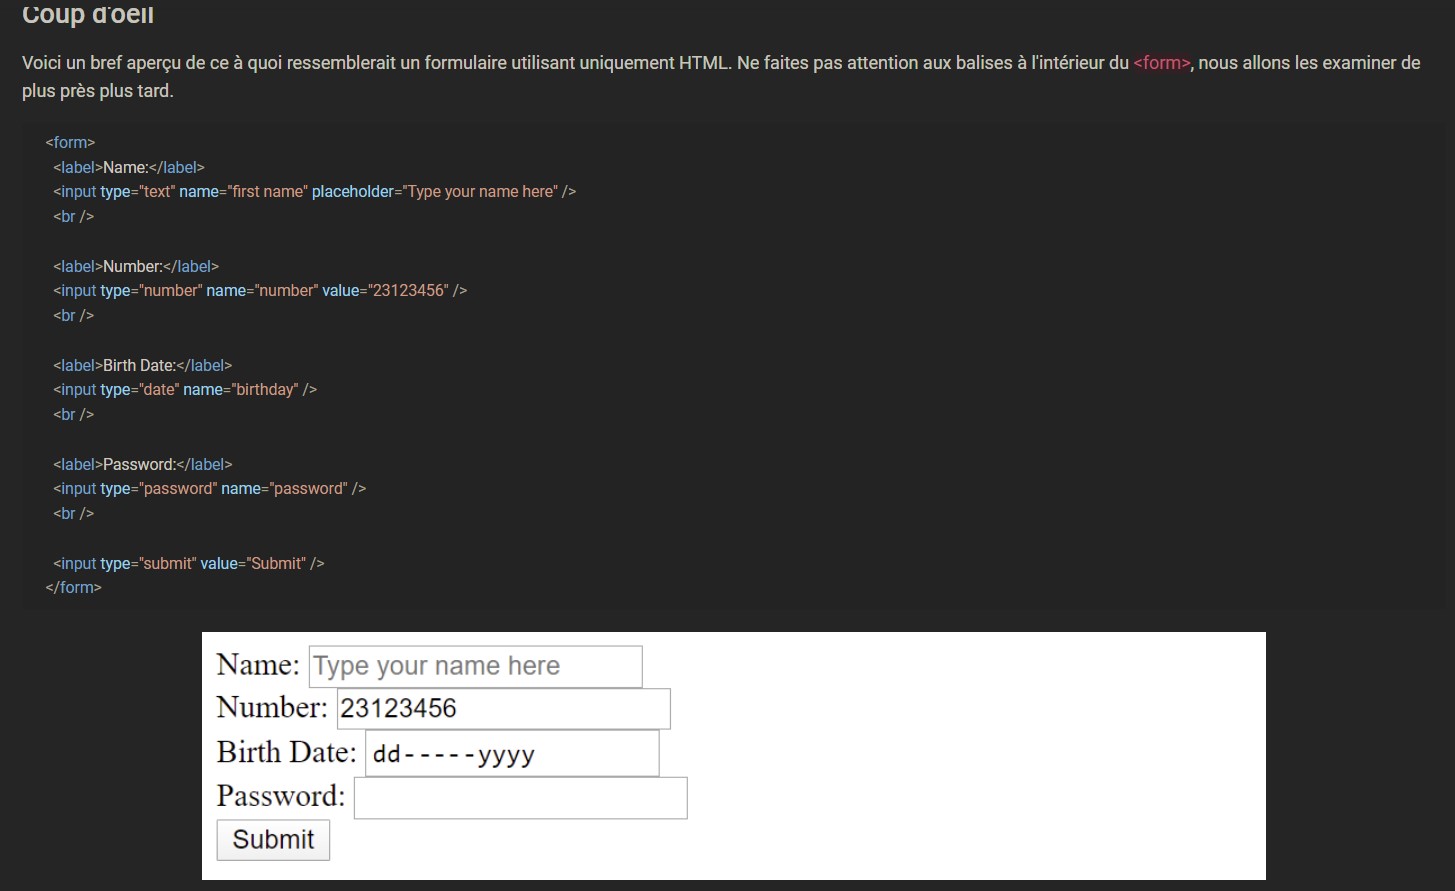 Coup d'oeil
Voici un bref aperçu de ce à quoi ressemblerait un formulaire utilisant uniquement HTML. Ne faites pas attention aux balises à l'intérieur du <form>, nous allons les examiner de
plus près plus tard.
<form>
<label>Name:</label>
<input type="text" name="first name" placeholder="Type your name here" />
<br />
<label>Number:</label>
<input type="number" name="number" value="23123456" />
<br />
<label>Birth Date:</label>
<input type="date" name="birthday" />
<br />
<label>Password:</label>
<input type="password" name="password" />
<br />
<input type="submit" value="Submit" />
</form>
Name: Type your name here
Number: 23123456
Birth Date: dd-----yyyy
Password:
Submit